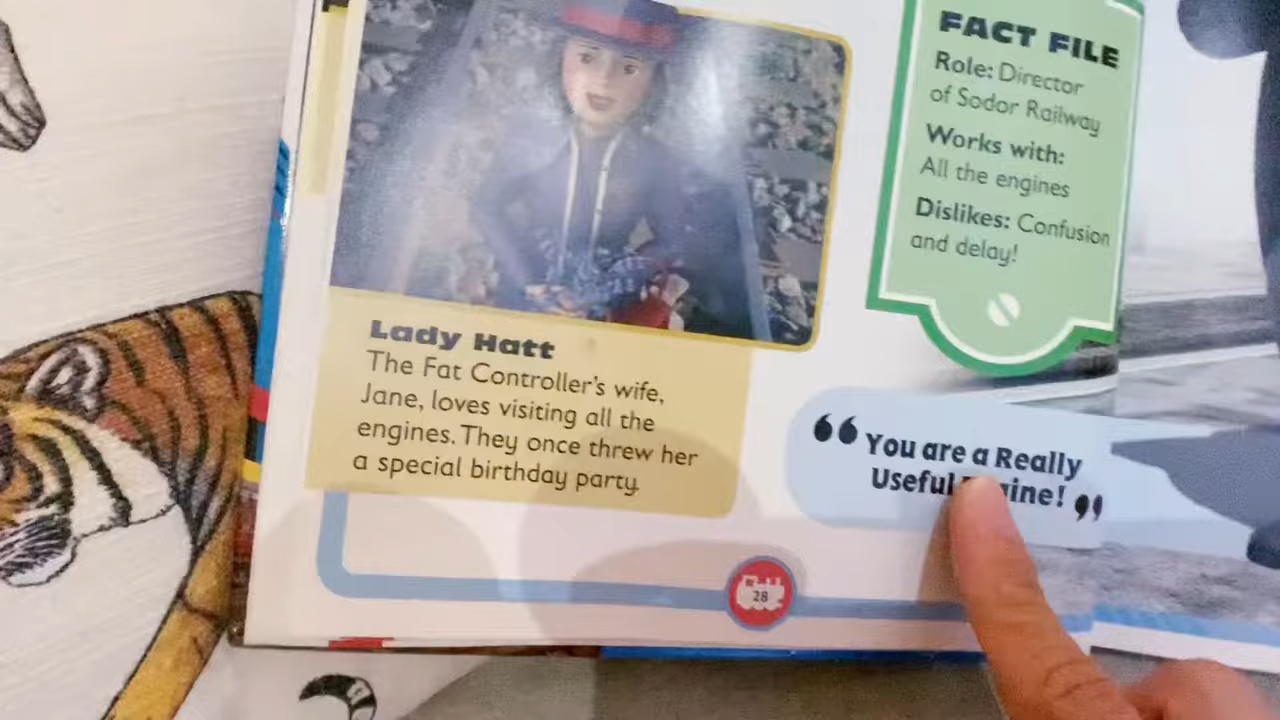 Lady Hatt
The Fat Controller's wife,
Jane, loves visiting all the
engines. They once threw her
a special birthday party.
FACT FILE
Role: Director
of Sodor Railway
Works with:
All the engines
Dislikes: Confusion
and delay!
“You are a Really
Useful Engine!”
28